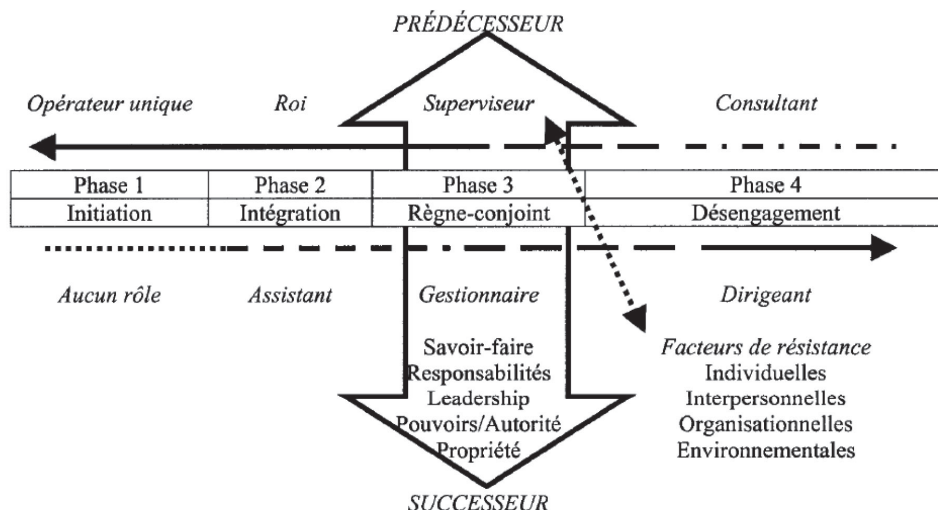 PRÉDÉCESSEUR
Opérateur unique Roi Superviseur Consultant
Phase 1 Phase 2 Phase 3 Phase 4
Initiation Intégration Règne-conjoint Désengagement
Aucun rôle Assistant Gestionnaire Dirigeant
Savoir-faire Facteurs de résistance
Responsabilités Individuelles
Leadership Interpersonnelles
Pouvoirs/Autorité Organisationnelles
Propriété Environnementales
SUCCESSEUR